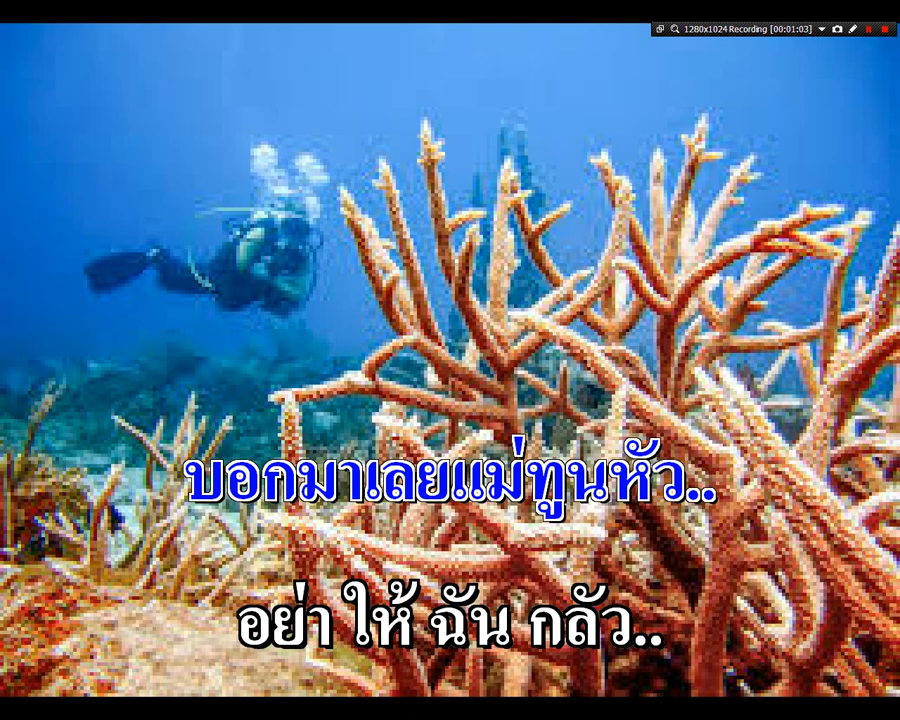 1280x1024 Recording [00:01:03]
บอกมาเลยแม่ทูนหัว..
อย่า ให้ ฉัน กลัว..